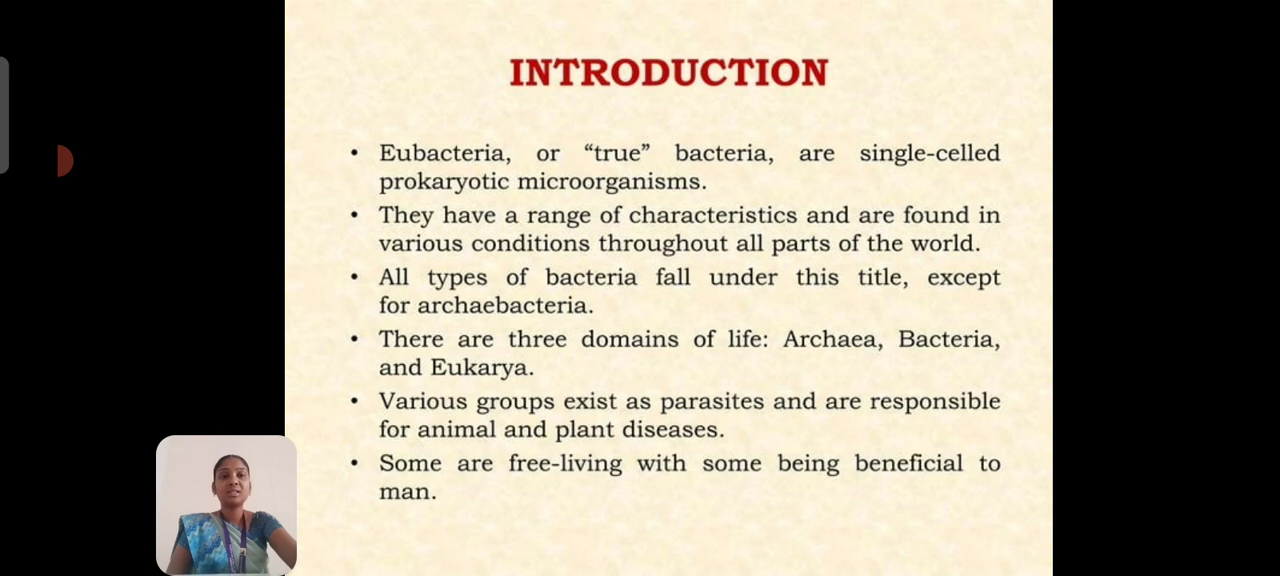 INTRODUCTION
• Eubacteria, or “true” bacteria, are single-celled
prokaryotic microorganisms.
• They have a range of characteristics and are found in
various conditions throughout all parts of the world.
• All types of bacteria fall under this title, except
for archaebacteria.
• There are three domains of life: Archaea, Bacteria,
and Eukarya.
• Various groups exist as parasites and are responsible
for animal and plant diseases.
• Some are free-living with some being beneficial to
man.